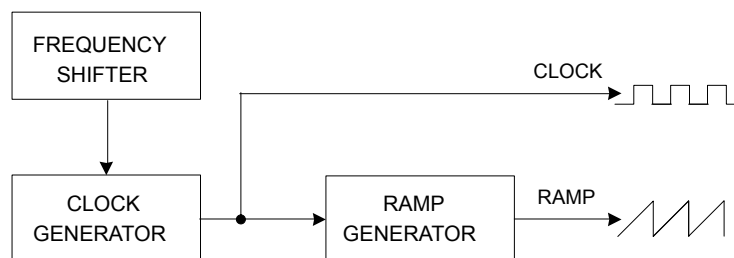 FREQUENCY
SHIFTER
CLOCK
CLOCK
GENERATOR
RAMP
GENERATOR
RAMP